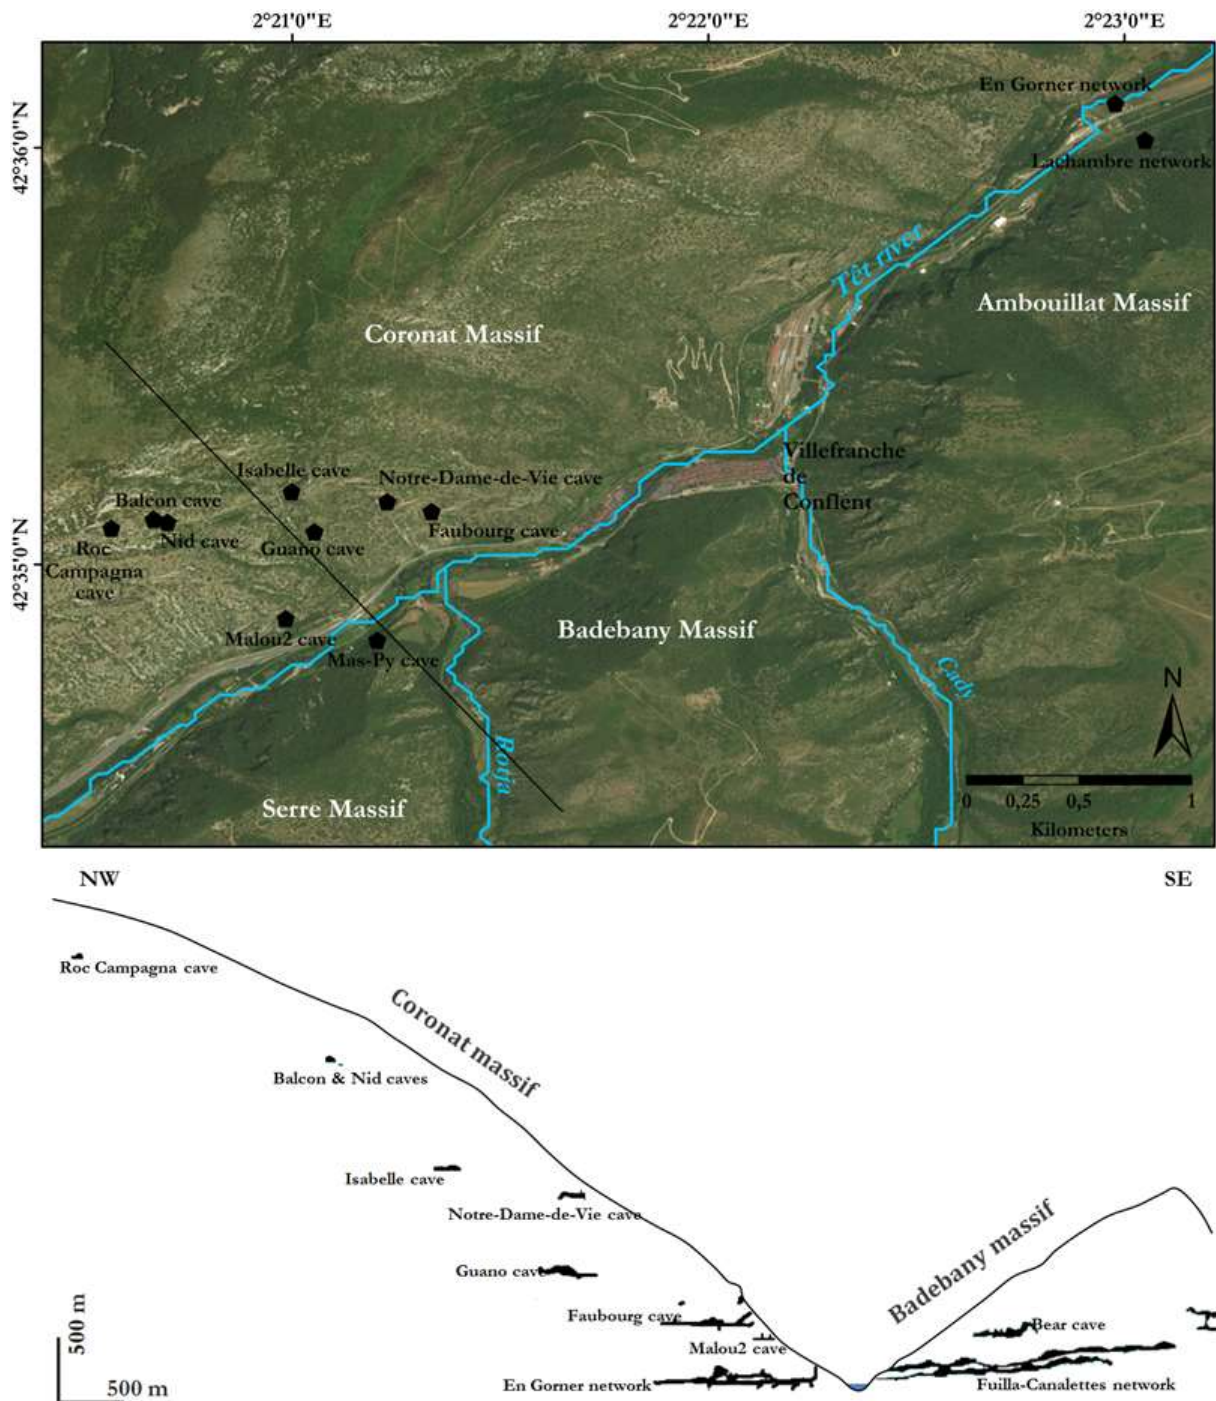 2°21'0"E
2°22'0"E
2°23'0"E
42°36'0"N
42°35'0"N
En Gorner network
Lachambre network
Têt river
Ambouillat Massif
Coronat Massif
Villefranche
de
Conflent
Isabelle cave
Notre-Dame-de-Vie cave
Balcon cave
Nid cave
Guano cave
Faubourg cave
Roc
Campagna
cave
Malou2 cave
Mas-Py cave
Badebany Massif
Cady
Rotja
Serre Massif
N
0
0,25
0,5
1
Kilometers
NW
SE
Roc Campagna cave
Coronat massif
Balcon & Nid caves
Isabelle cave
Notre-Dame-de-Vie cave
Guano cave
Badebany massif
Faubourg cave
Malou2 cave
Bear cave
En Gorner network
Fuilla-Canalettes network
500 m
500 m